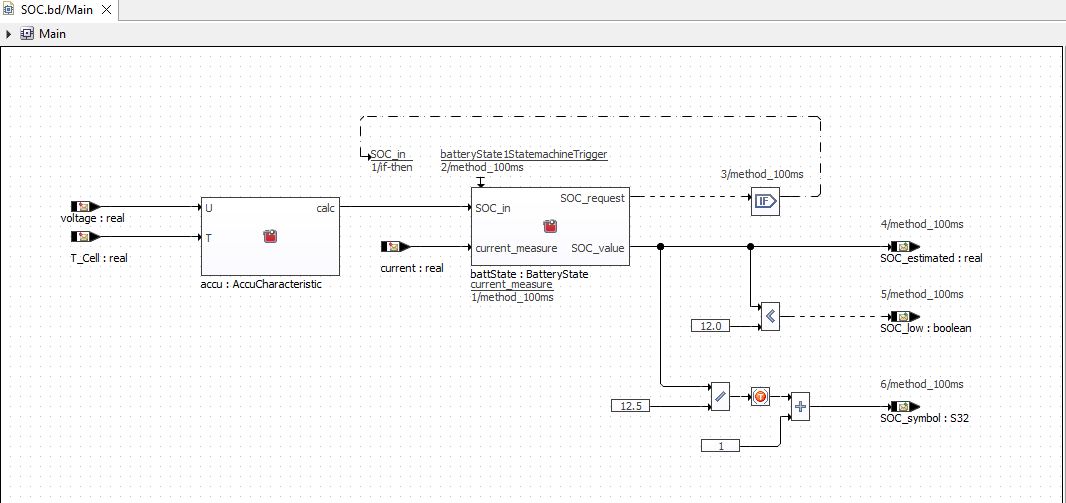 SOC.bd/Main
Main
SOC_in
1/if-then
batteryState1StatemachineTrigger
2/method_100ms
3/method_100ms
IF
voltage : real
T_Cell : real
U
T
calc
accu : AccuCharacteristic
current : real
SOC_in
current_measure
SOC_request
SOC_value
battState : BatteryState
current_measure
1/method_100ms
4/method_100ms
SOC_estimated : real
5/method_100ms
SOC_low : boolean
12.0
<
6/method_100ms
SOC_symbol : S32
12.5
/
T
+
1